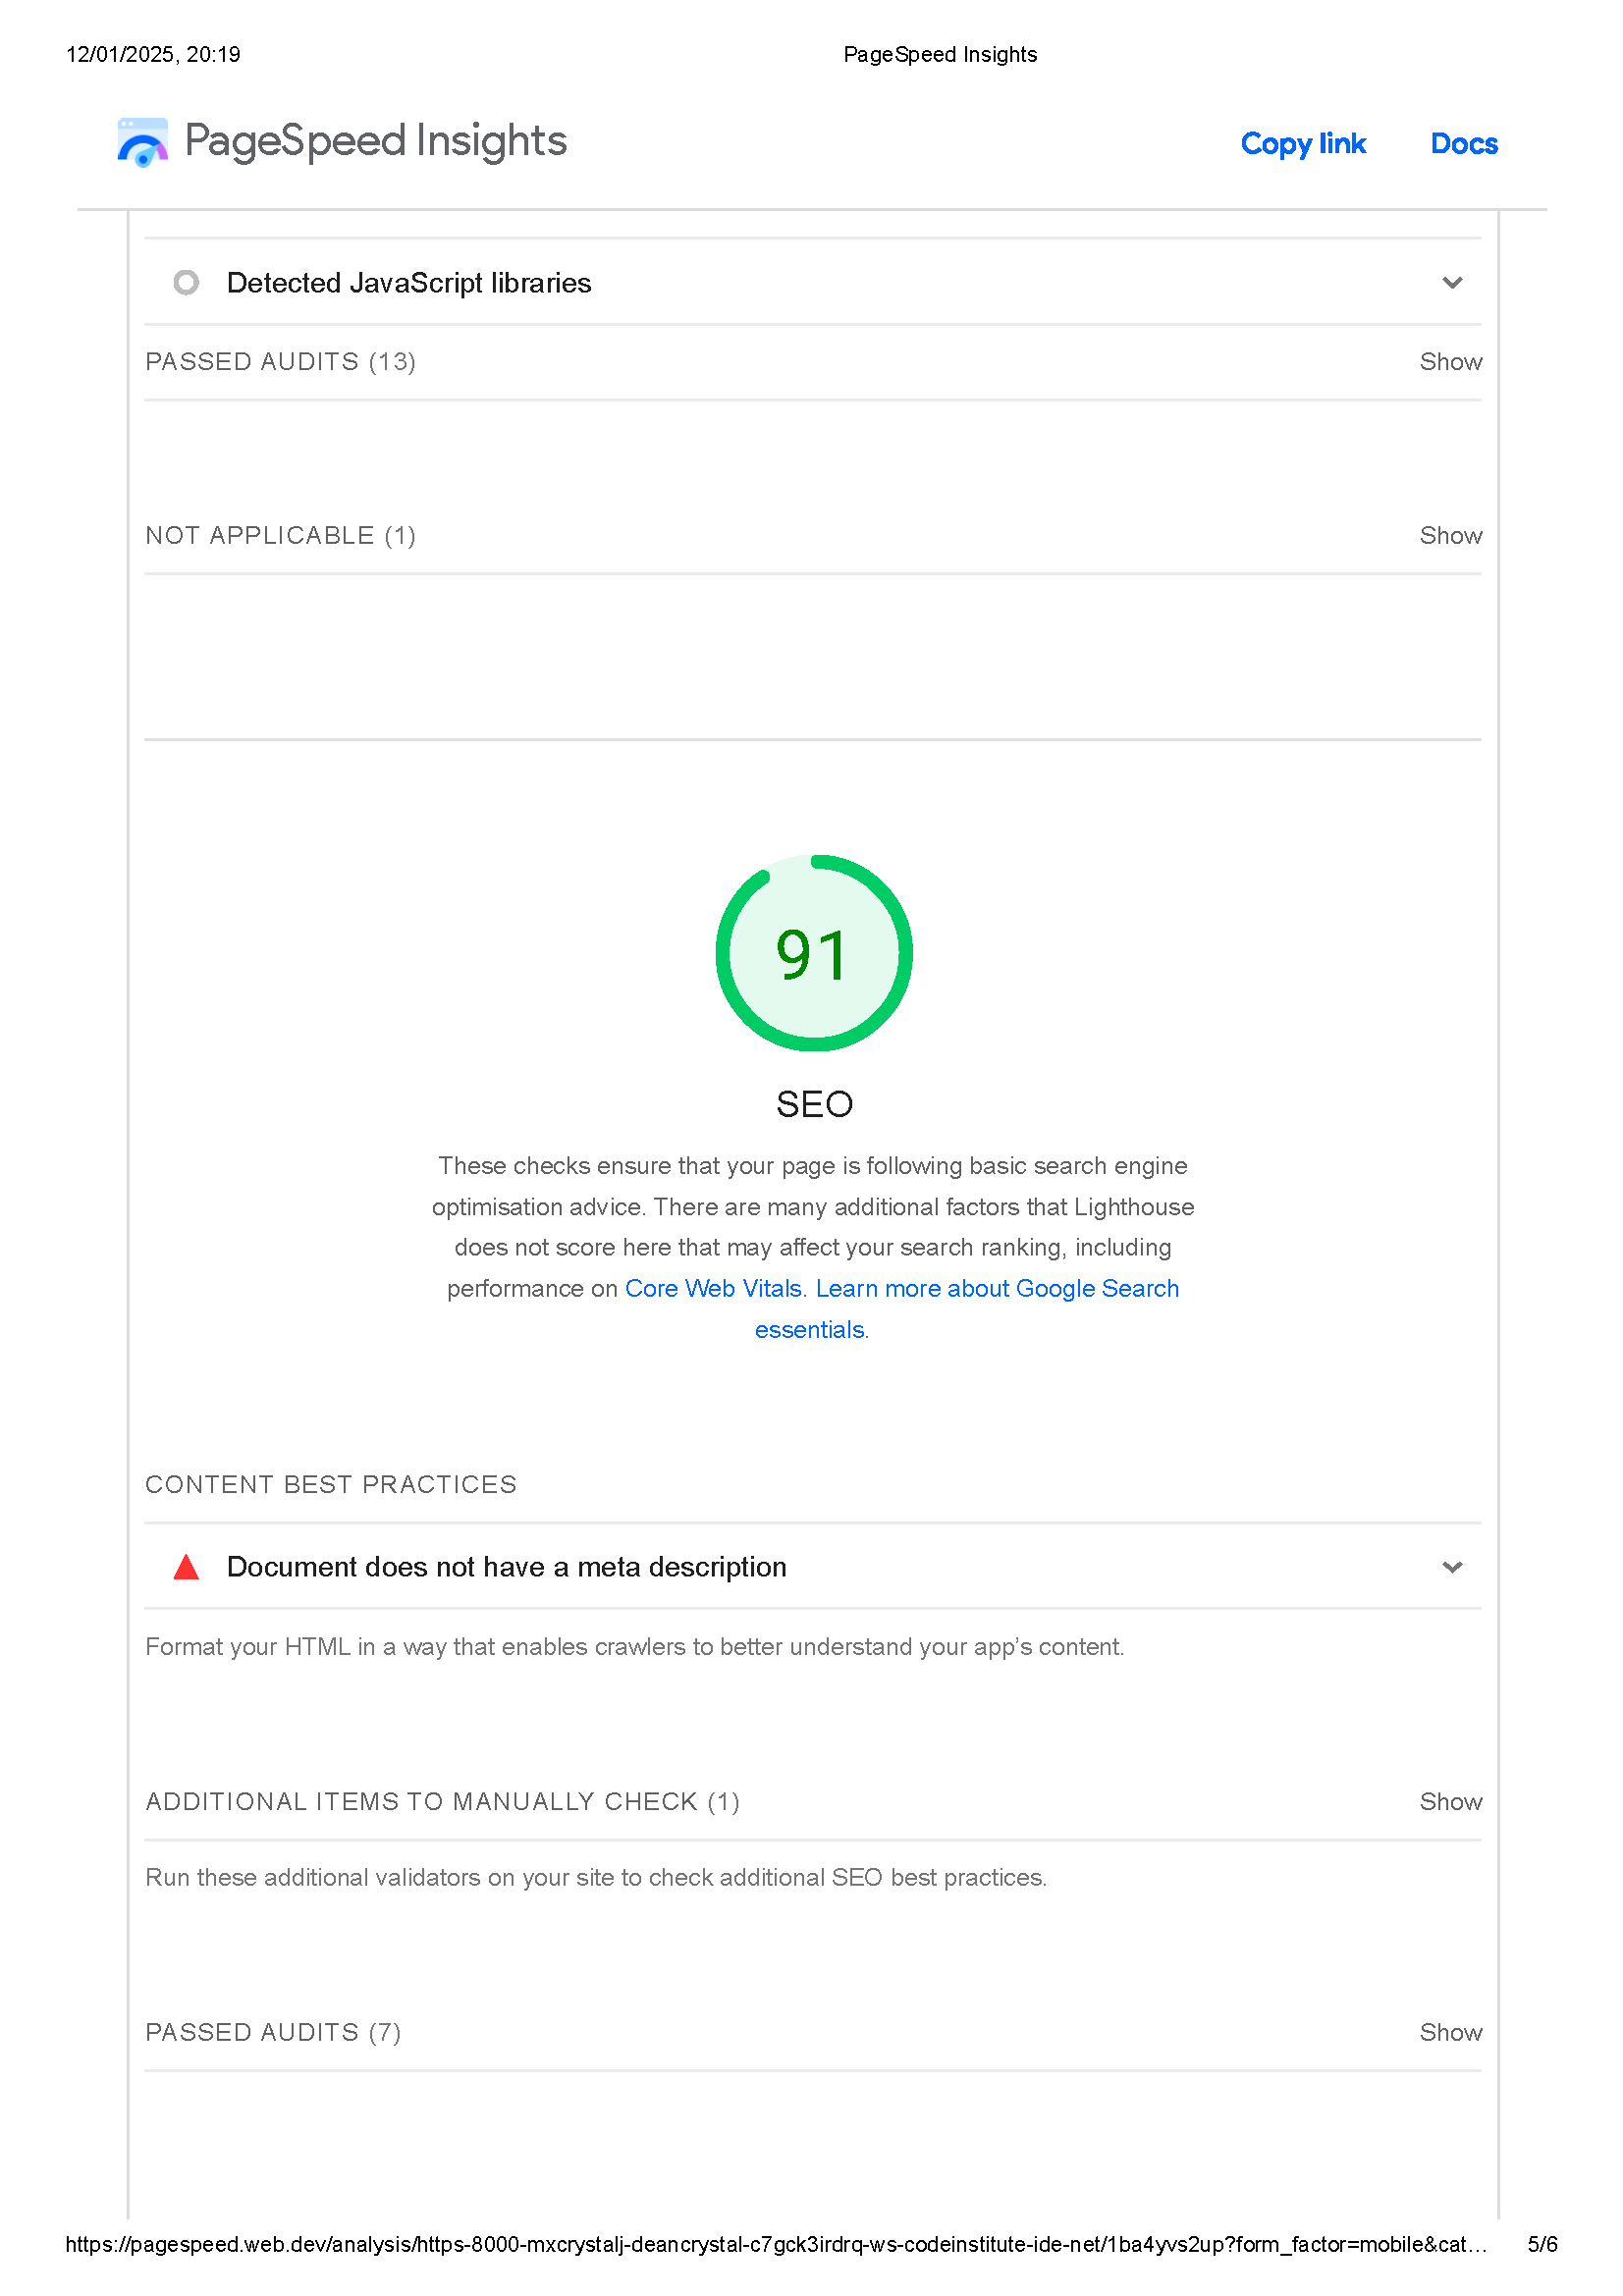 12/01/2025, 20:19 PageSpeed Insights
PageSpeed Insights Copy link Docs
Detected JavaScript libraries
PASSED AUDITS (13) Show
NOT APPLICABLE (1) Show
91
SEO
These checks ensure that your page is following basic search engine
optimisation advice. There are many additional factors that Lighthouse
does not score here that may affect your search ranking, including
performance on Core Web Vitals. Learn more about Google Search
essentials.
CONTENT BEST PRACTICES
Document does not have a meta description
Format your HTML in a way that enables crawlers to better understand your app’s content.
ADDITIONAL ITEMS TO MANUALLY CHECK (1) Show
Run these additional validators on your site to check additional SEO best practices.
PASSED AUDITS (7) Show
https://pagespeed.web.dev/analysis/https-8000-mxcrystalj-deancrystal-c7gck3irdrq-ws-codeinstitute-ide-net/1ba4yvs2up?form_factor=mobile&cat… 5/6